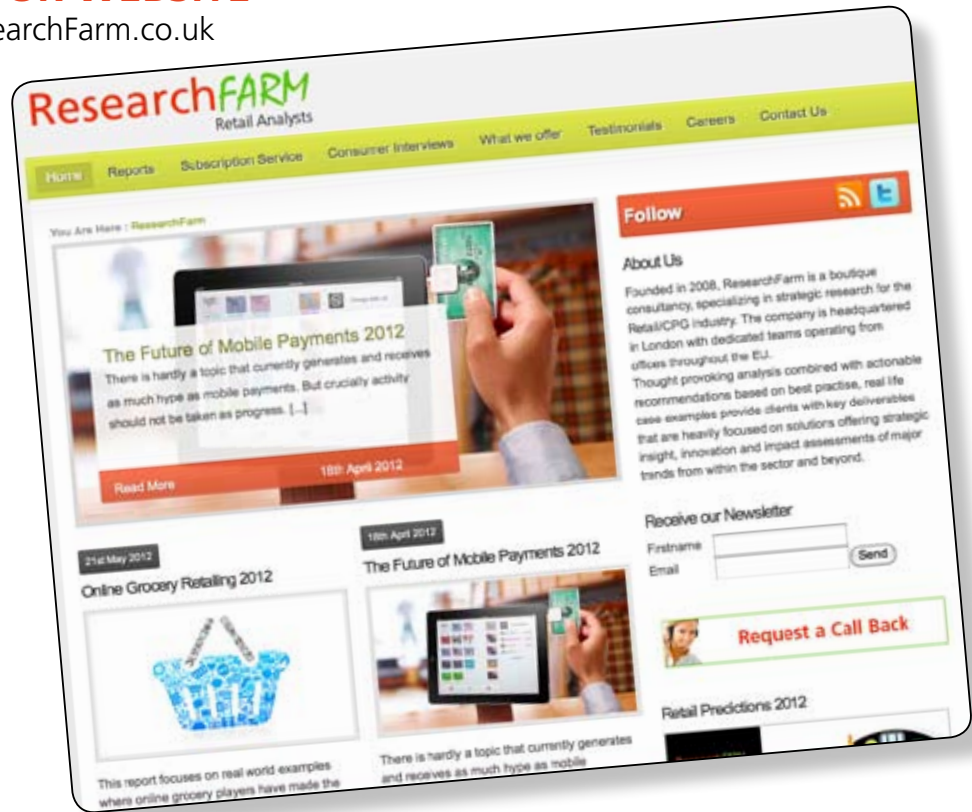 OUR WEBSITE
earchFarm.co.uk
ResearchFARM
Retail Analysts
Home Reports Subscription Service Consumer Interviews What we offer Testimonials Careers Contact Us
You Are Here : ResearchFarm
The Future of Mobile Payments 2012
There is hardly a topic that currently generates and receives
as much hype as mobile payments. But crucially activity
should not be taken as progress. [...]
Read More 18th April 2012
21st May 2012
Online Grocery Retailing 2012
This report focuses on real world examples
where online grocery players have made the
18th April 2012
The Future of Mobile Payments 2012
There is hardly a topic that currently generates
and receives as much hype as mobile
Follow
About Us
Founded in 2008, ResearchFarm is a boutique
consultancy, specializing in strategic research for the
Retail/CPG industry. The company is headquartered
in London with dedicated teams operating from
offices throughout the EU.
Thought provoking analysis combined with actionable
recommendations based on best practise, real life
case examples provide clients with key deliverables
that are heavily focused on solutions offering strategic
insight, innovation and impact assessments of major
trends from within the sector and beyond.
Receive our Newsletter
Firstname
Email
Send
Request a Call Back
Retail Predictions 2012